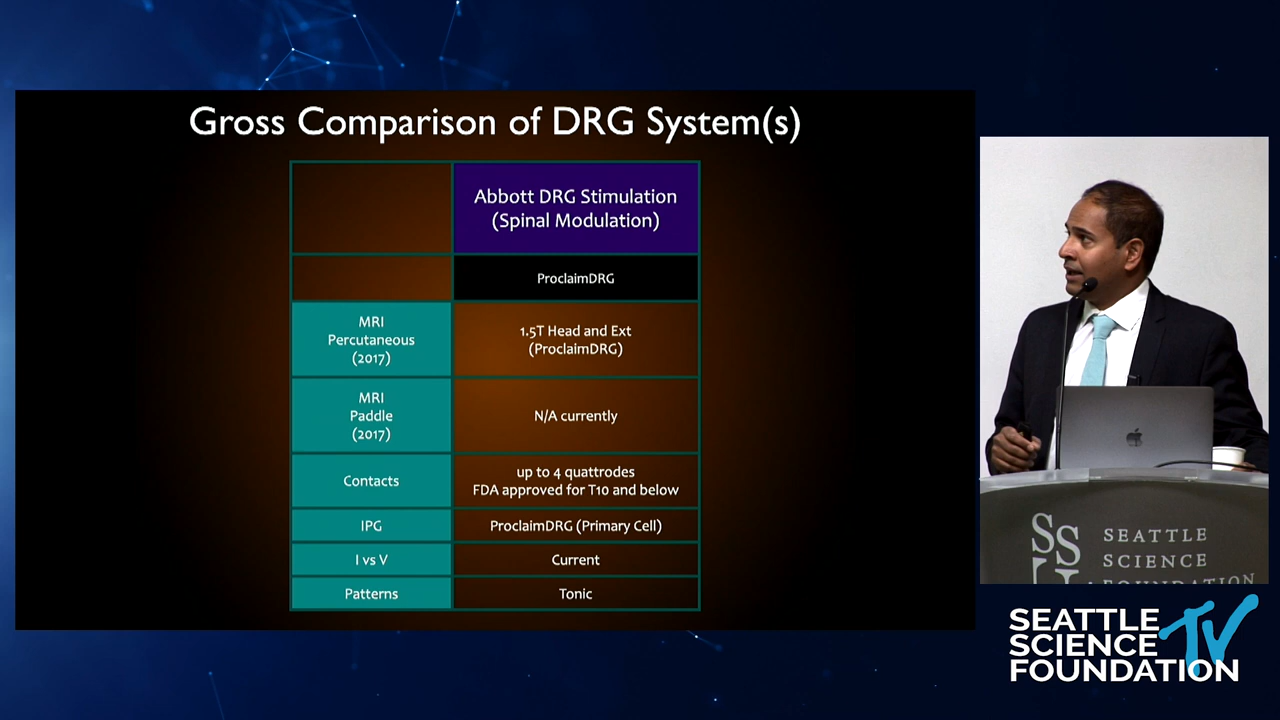 Gross Comparison of DRG System(s)
Abbott DRG Stimulation
(Spinal Modulation)
ProclaimDRG
MRI
Percutaneous
(2017)
1.5T Head and Ext
(ProclaimDRG)
MRI
Paddle
(2017)
N/A currently
Contacts
up to 4 quattrodes
FDA approved for T10 and below
IPG
ProclaimDRG (Primary Cell)
I vs V
Current
Patterns
Tonic
SEATTLE
SCIENCE
FOUNDATION
SEATTLE
SCIENCE
FOUNDATION
TV